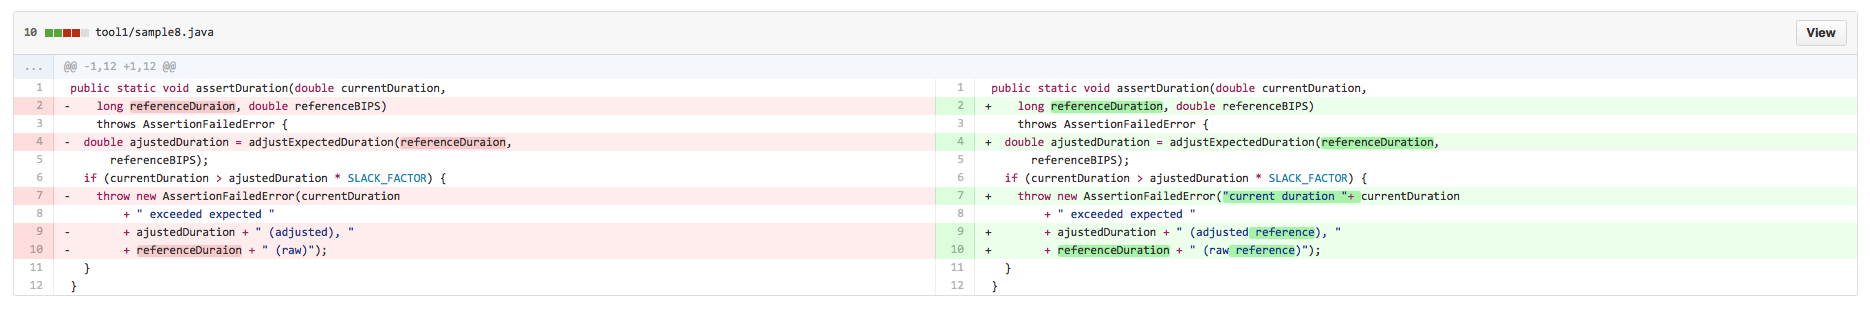 10 tool1/sample8.java View
... @@ -1,12 +1,12 @@
1 public static void assertDuration(double currentDuration,
2 - long referenceDuraion, double referenceBIPS)
3 throws AssertionFailedError {
4 - double ajustedDuration = adjustExpectedDuration(referenceDuraion,
5 referenceBIPS);
6 if (currentDuration > ajustedDuration * SLACK_FACTOR) {
7 - throw new AssertionFailedError(currentDuration
8 + " exceeded expected "
9 - + ajustedDuration + " (adjusted), "
10 - + referenceDuraion + " (raw)");
11 }
12 }
1 public static void assertDuration(double currentDuration,
2 + long referenceDuration, double referenceBIPS)
3 throws AssertionFailedError {
4 + double ajustedDuration = adjustExpectedDuration(referenceDuration,
5 referenceBIPS);
6 if (currentDuration > ajustedDuration * SLACK_FACTOR) {
7 + throw new AssertionFailedError("current duration "+ currentDuration
8 + " exceeded expected "
9 + + ajustedDuration + " (adjusted reference), "
10 + + referenceDuration + " (raw reference)");
11 }
12 }